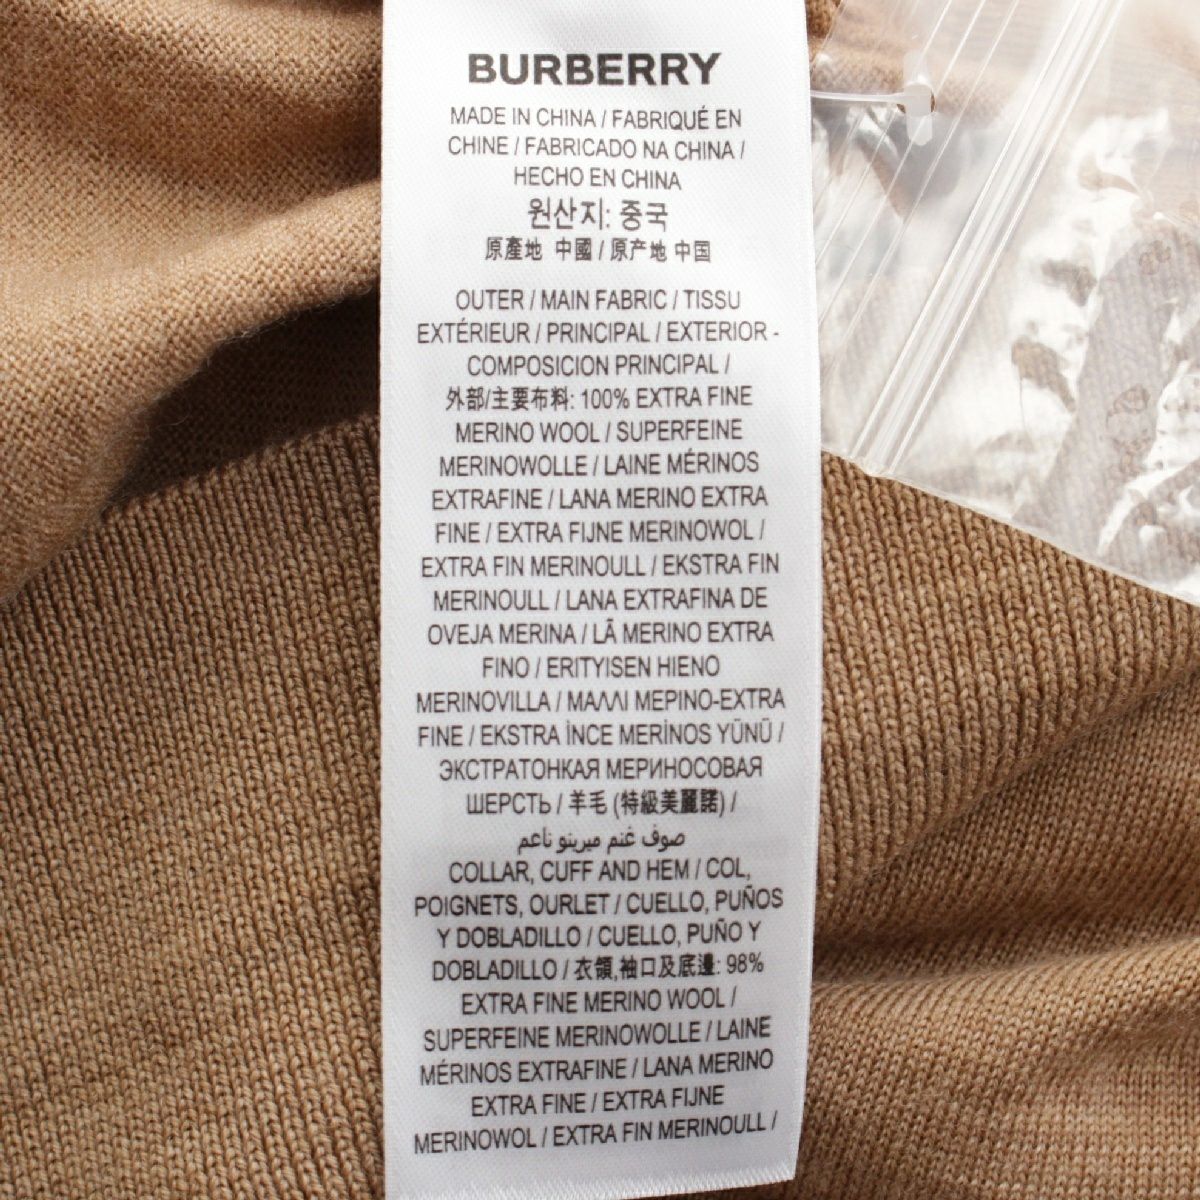 BURBERRY
MADE IN CHINA / FABRIQUÉ EN
CHINE / FABRICADO NA CHINA /
HECHO EN CHINA
원산지: 중국
原產地 中國 / 原产地 中国
OUTER / MAIN FABRIC / TISSU
EXTÉRIEUR / PRINCIPAL / EXTERIOR -
COMPOSICION PRINCIPAL /
外部/主要布料: 100% EXTRA FINE
MERINO WOOL / SUPERFEINE
MERINOWOLLE / LAINE MÉRINOS
EXTRAFINE / LANA MERINO EXTRA
FINE / EXTRA FIJNE MERINOWOL /
EXTRA FIN MERINOULL / EKSTRA FIN
MERINOULL / LANA EXTRAFINA DE
OVEJA MERINA / LÃ MERINO EXTRA
FINO / ERITYISEN HIENO
MERINOVILLA / ΜΑΛΛΙ ΜΕΡΙΝΟ-EXTRA
FINE / EKSTRA İNCE MERİNOS YÜNÜ /
ЭКСТРАТОНКАЯ МЕРИНОСОВАЯ
ШЕРСТЬ / 羊毛 (特級美麗諾) /
صوف غنم ميرينو ناعم
COLLAR, CUFF AND HEM / COL,
POIGNETS, OURLET / CUELLO, PUÑOS
Y DOBLADILLO / CUELLO, PUÑO Y
DOBLADILLO / 衣領,袖口及底邊: 98%
EXTRA FINE MERINO WOOL /
SUPERFEINE MERINOWOLLE / LAINE
MÉRINOS EXTRAFINE / LANA MERINO
EXTRA FINE / EXTRA FIJNE
MERINOWOL / EXTRA FIN MERINOULL /